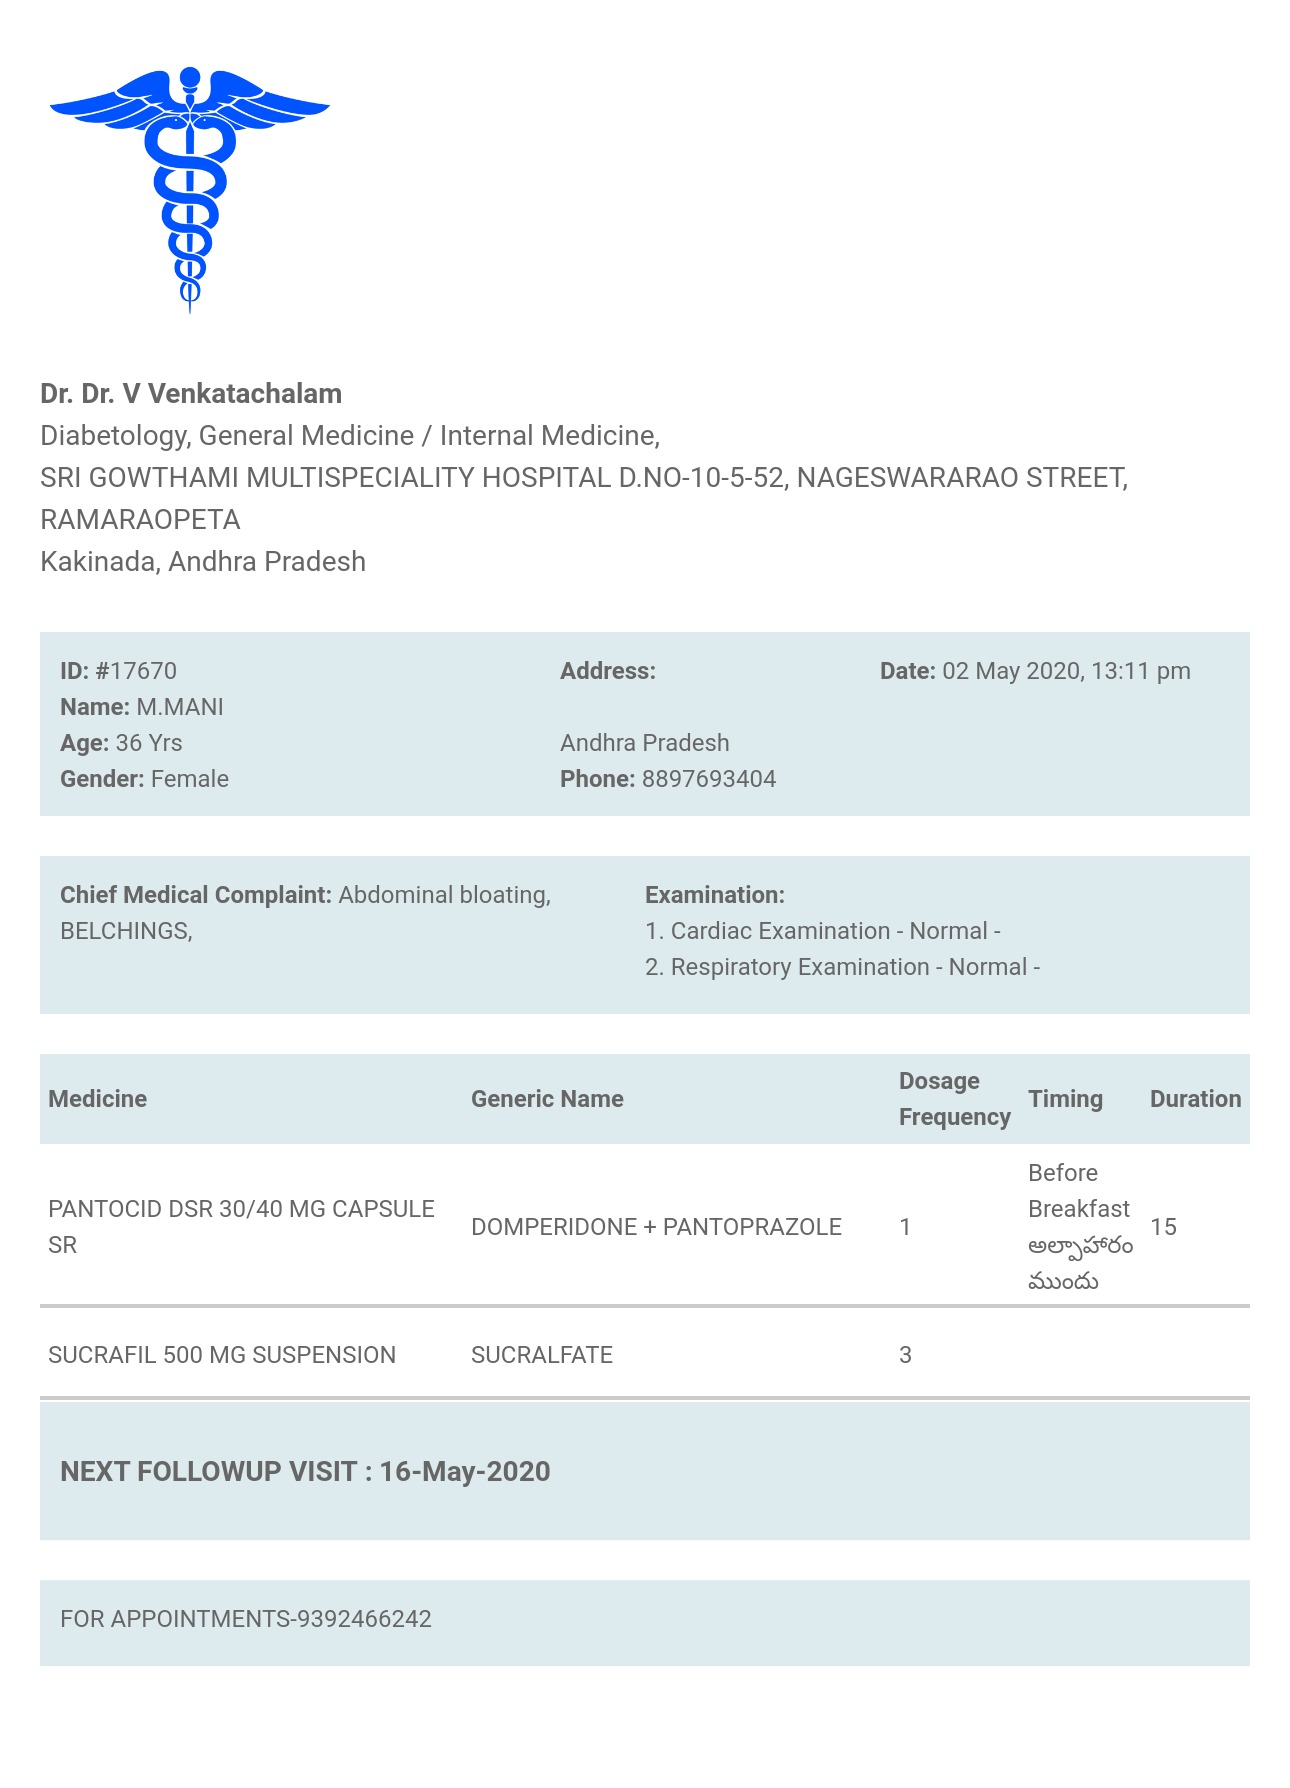 Dr. Dr. V Venkatachalam
Diabetology, General Medicine / Internal Medicine,
SRI GOWTHAMI MULTISPECIALITY HOSPITAL D.NO-10-5-52, NAGESWARARAO STREET,
RAMARAOPETA
Kakinada, Andhra Pradesh
ID: #17670
Name: M.MANI
Age: 36 Yrs
Gender: Female
Address:
Andhra Pradesh
Phone: 8897693404
Date: 02 May 2020, 13:11 pm
Chief Medical Complaint: Abdominal bloating,
BELCHINGS,
Examination:
1. Cardiac Examination - Normal -
2. Respiratory Examination - Normal -
Medicine
Generic Name
Dosage
Frequency
Timing
Duration
PANTOCID DSR 30/40 MG CAPSULE
SR
DOMPERIDONE + PANTOPRAZOLE
1
Before
Breakfast
అల్పాహారం
ముందు
15
SUCRAFIL 500 MG SUSPENSION
SUCRALFATE
3
NEXT FOLLOWUP VISIT : 16-May-2020
FOR APPOINTMENTS-9392466242